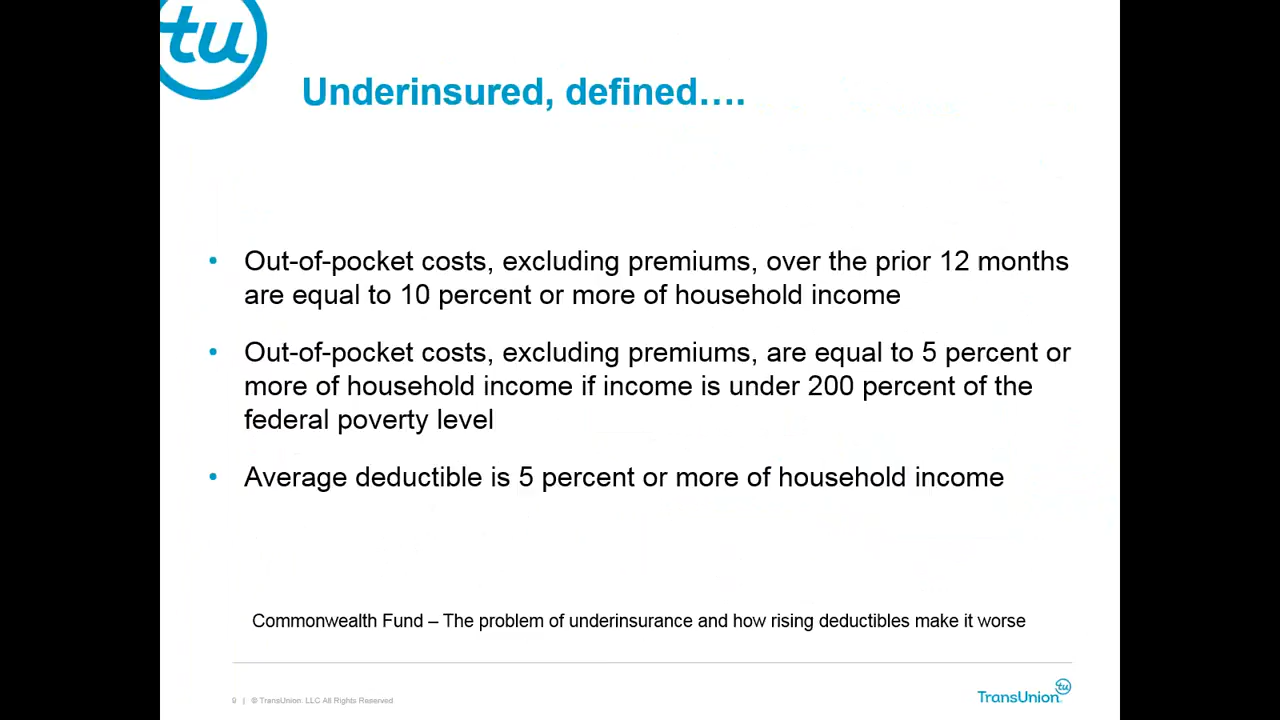 tu
Underinsured, defined….
• Out-of-pocket costs, excluding premiums, over the prior 12 months
are equal to 10 percent or more of household income
• Out-of-pocket costs, excluding premiums, are equal to 5 percent or
more of household income if income is under 200 percent of the
federal poverty level
• Average deductible is 5 percent or more of household income
Commonwealth Fund – The problem of underinsurance and how rising deductibles make it worse
9 | © TransUnion. LLC All Rights Reserved
TransUnion tu